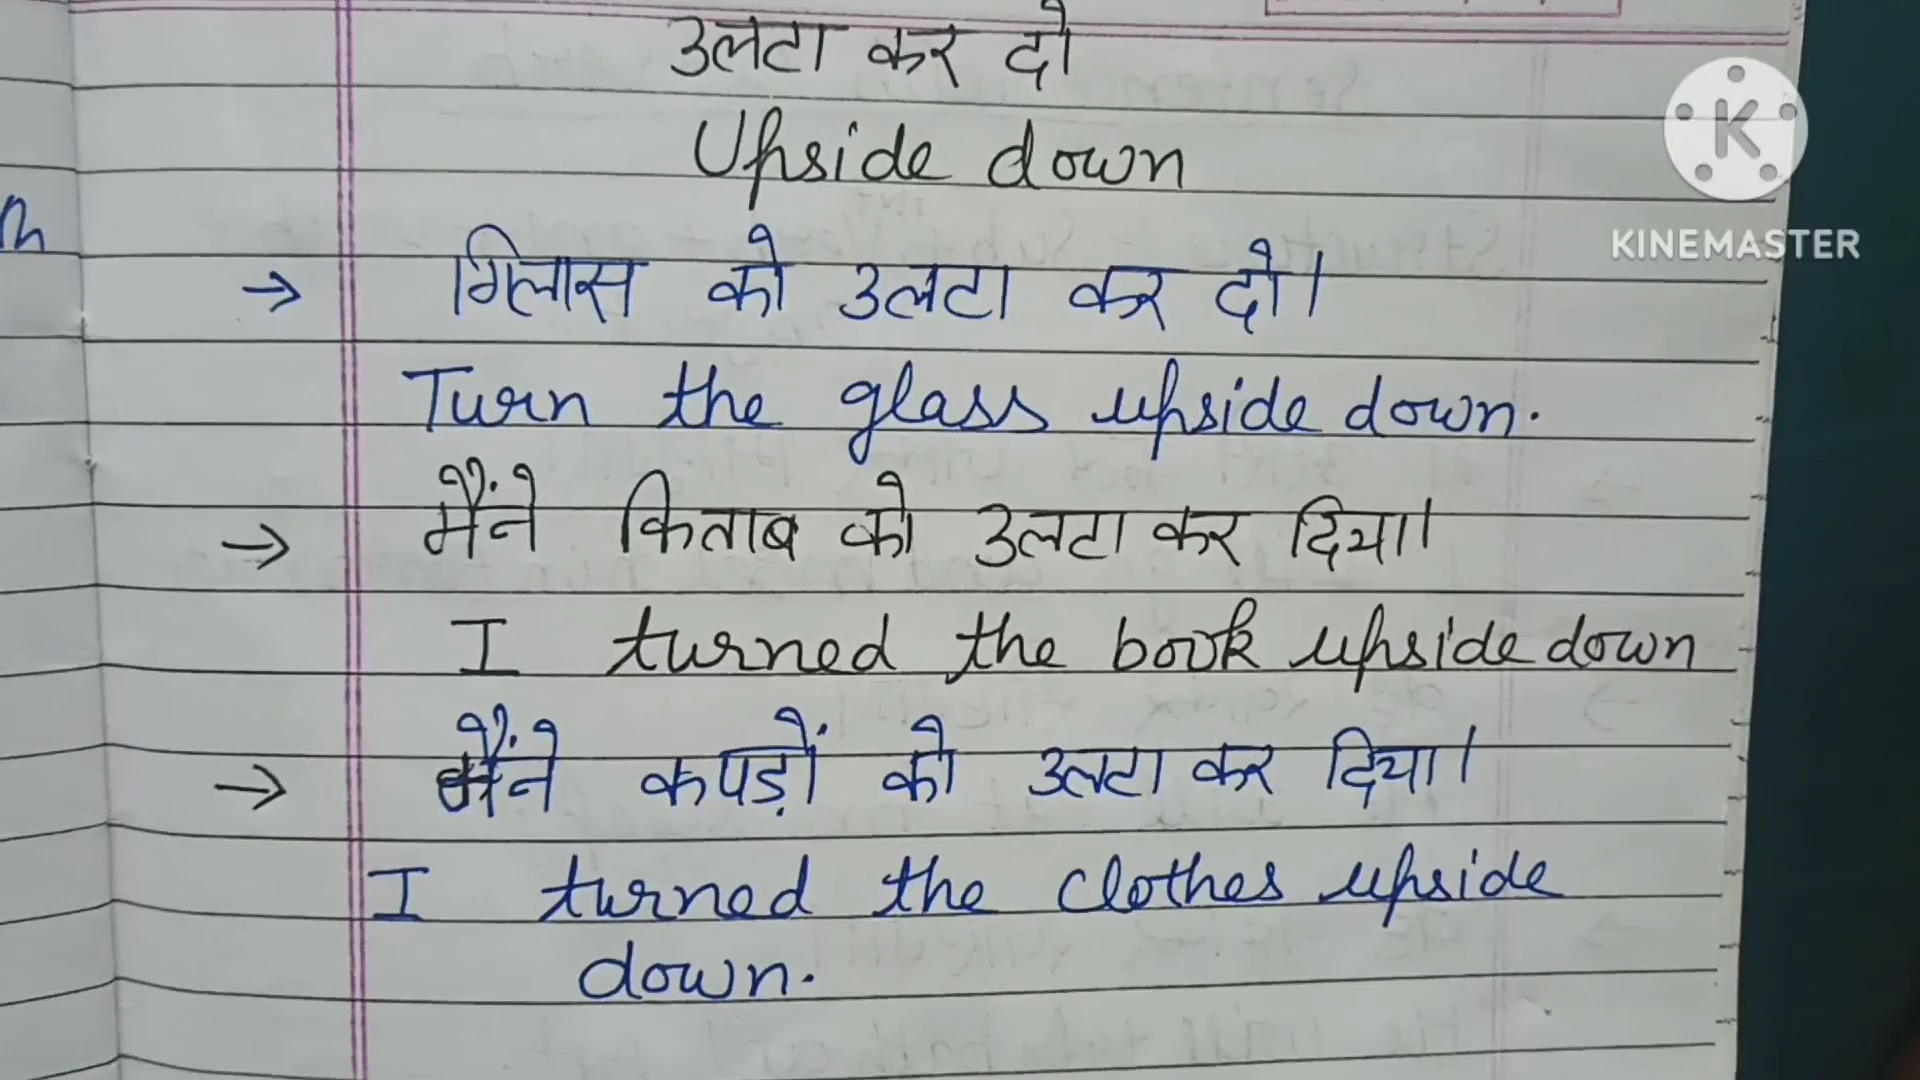 उलटा कर दो
Upside down
KINEMASTER
→ गिलास को उलटा कर दो।
Turn the glass upside down.
→ मैंने किताब को उलटा कर दिया।
I turned the book upside down
→ मैंने कपड़ों को उलटा कर दिया।
I turned the clothes upside
down.